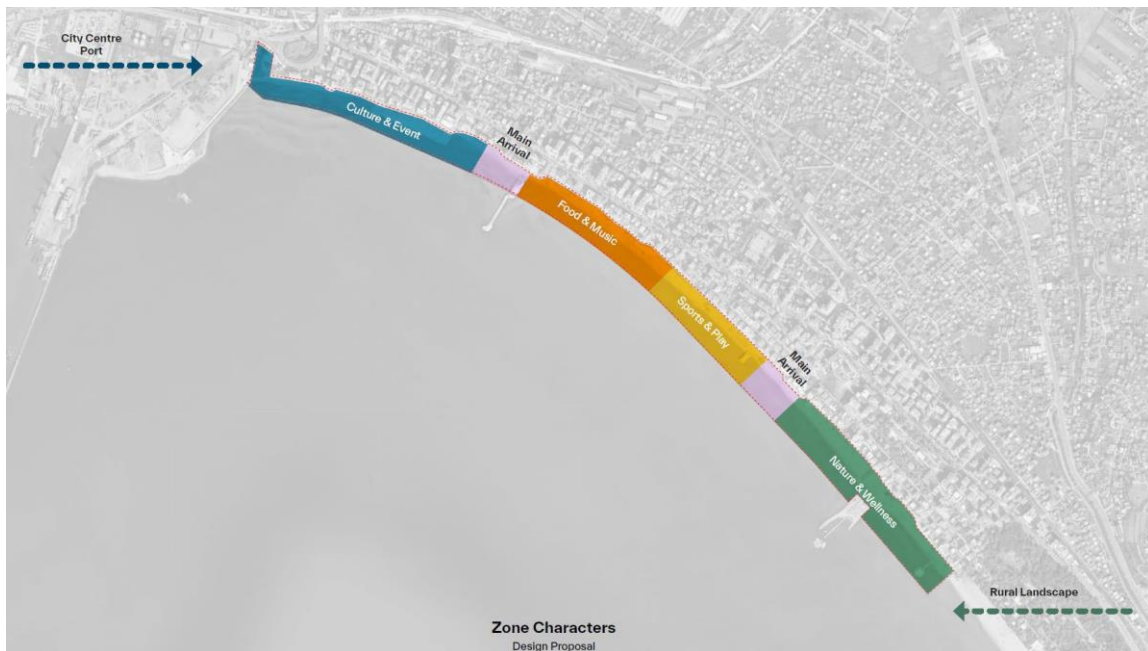 City Centre
Port
Culture & Event
Main
Arrival
Food & Music
Sports & Play
Main
Arrival
Nature & Wellness
Rural Landscape
Zone Characters
Design Proposal